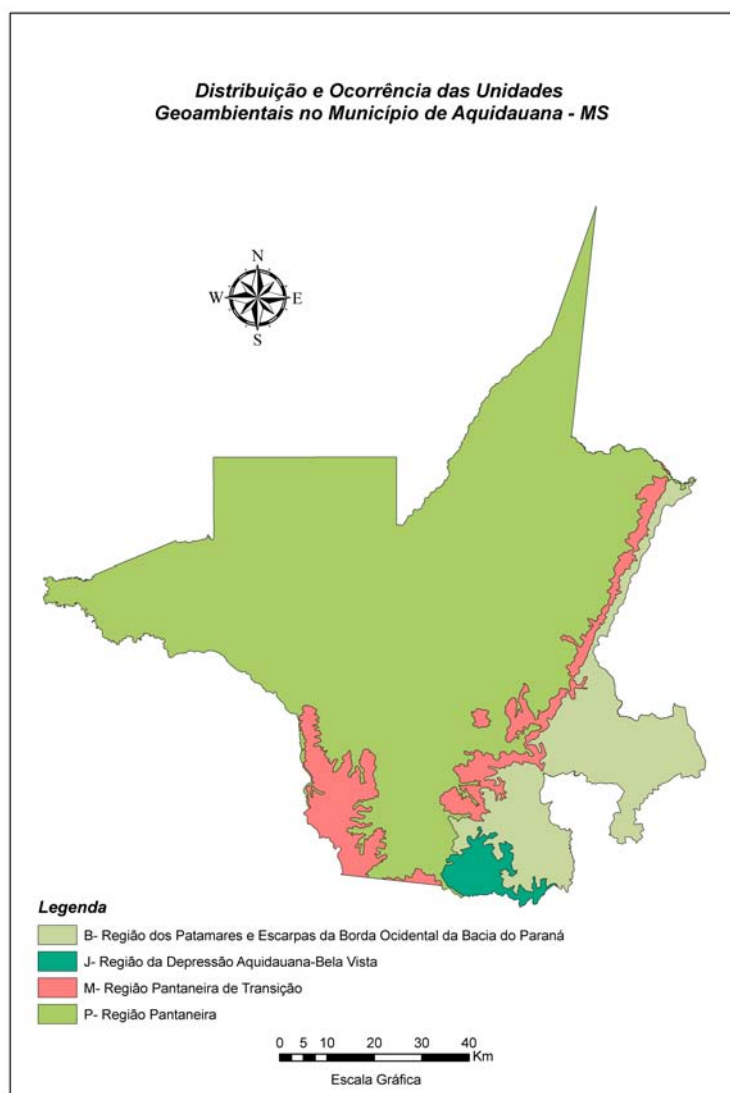 Distribuição e Ocorrência das Unidades
Geoambientais no Município de Aquidauana - MS
N
W
E
S
Legenda
B- Região dos Patamares e Escarpas da Borda Ocidental da Bacia do Paraná
J- Região da Depressão Aquidauana-Bela Vista
M- Região Pantaneira de Transição
P- Região Pantaneira
0 5 10 20 30 40
Km
Escala Gráfica